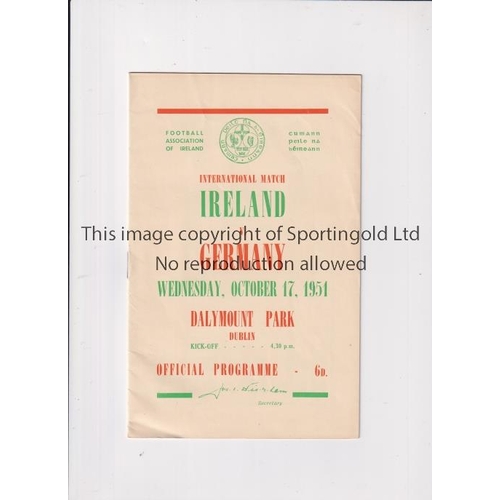 FOOTBALL
ASSOCIATION
OF IRELAND
CUMANN
PEILE NA
hÉIREANN
INTERNATIONAL MATCH
IRELAND
This image copyright of Sportingold Ltd
GERMANY
No reproduction allowed
WEDNESDAY, OCTOBER 17, 1951
DALYMOUNT PARK
DUBLIN
KICK-OFF - - - - - 4.30 p.m.
OFFICIAL PROGRAMME - 6D.
Secretary